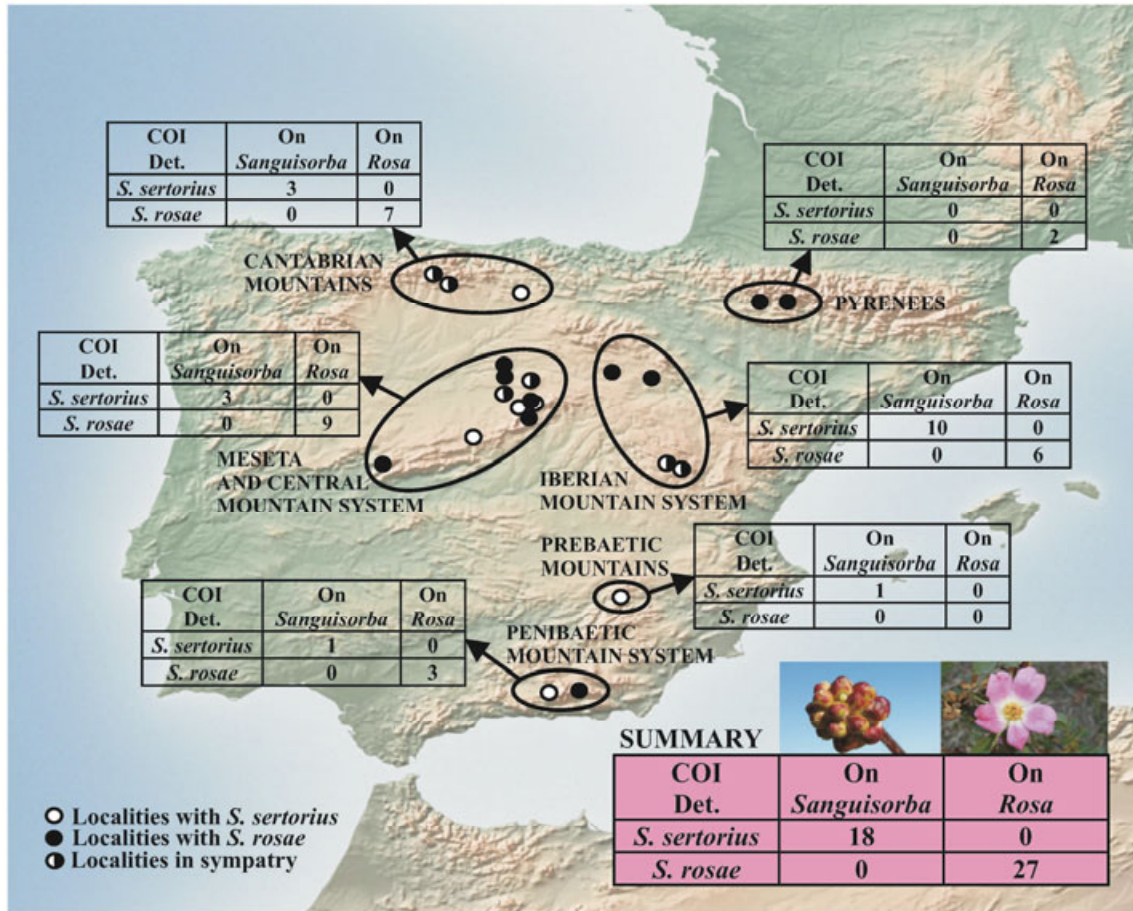 COI On On
Det. Sanguisorba Rosa
S. sertorius 3 0
S. rosae 0 7
COI On On
Det. Sanguisorba Rosa
S. sertorius 0 0
S. rosae 0 2
CANTABRIAN
MOUNTAINS
PYRENEES
COI On On
Det. Sanguisorba Rosa
S. sertorius 3 0
S. rosae 0 9
MESETA
AND CENTRAL
MOUNTAIN SYSTEM
COI On On
Det. Sanguisorba Rosa
S. sertorius 10 0
S. rosae 0 6
IBERIAN
MOUNTAIN SYSTEM
PREBAETIC
MOUNTAINS
COI On On
Det. Sanguisorba Rosa
S. sertorius 1 0
S. rosae 0 0
COI On On
Det. Sanguisorba Rosa
S. sertorius 1 0
S. rosae 0 3
PENIBAETIC
MOUNTAIN SYSTEM
SUMMARY
COI On On
Det. Sanguisorba Rosa
S. sertorius 18 0
S. rosae 0 27
Localities with S. sertorius
Localities with S. rosae
Localities in sympatry